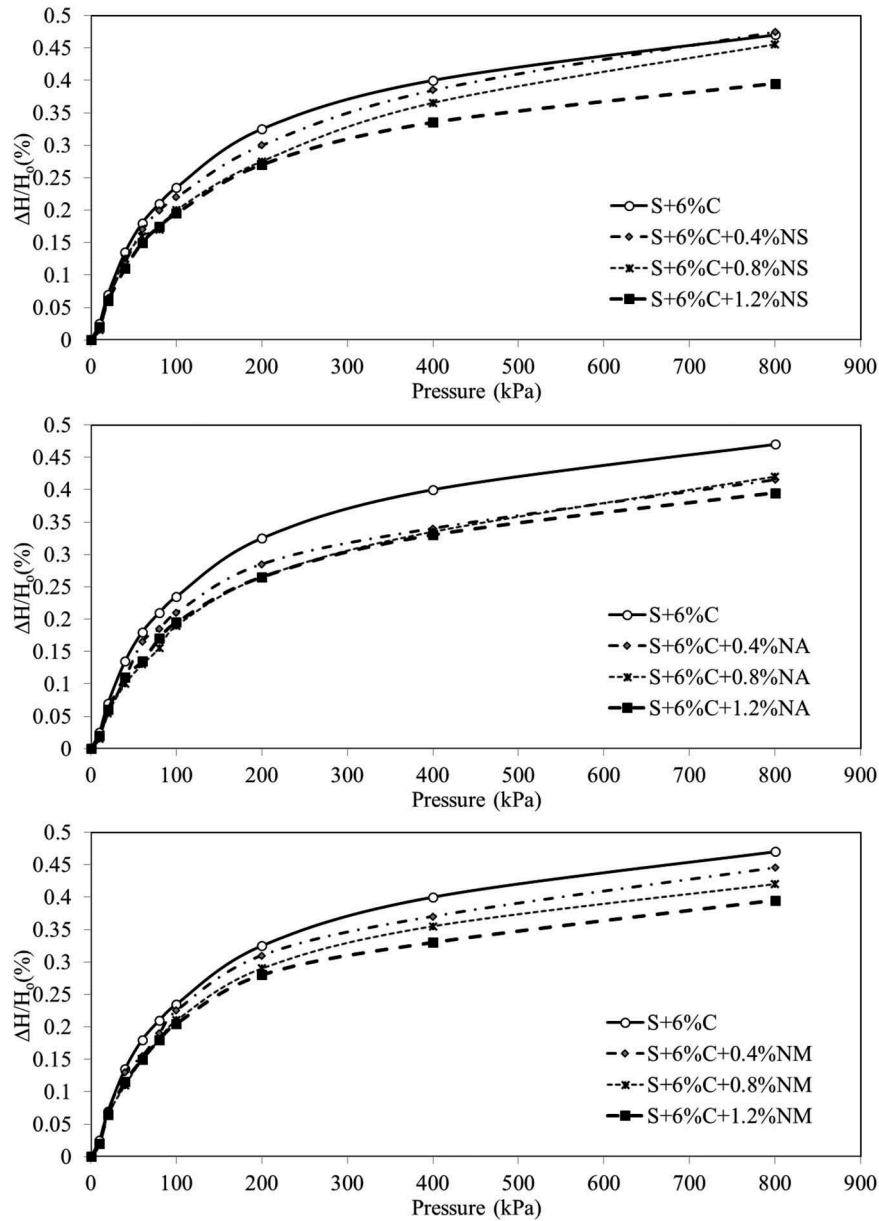 0.5
0.45
0.4
0.35
0.3
0.25
0.2
0.15
0.1
0.05
0
ΔH/Ho(%)
S+6%C
S+6%C+0.4%NS
S+6%C+0.8%NS
S+6%C+1.2%NS
0 100 200 300 400 500 600 700 800 900
Pressure (kPa)
0.5
0.45
0.4
0.35
0.3
0.25
0.2
0.15
0.1
0.05
0
ΔH/Ho(%)
S+6%C
S+6%C+0.4%NA
S+6%C+0.8%NA
S+6%C+1.2%NA
0 100 200 300 400 500 600 700 800 900
Pressure (kPa)
0.5
0.45
0.4
0.35
0.3
0.25
0.2
0.15
0.1
0.05
0
ΔH/Ho(%)
S+6%C
S+6%C+0.4%NM
S+6%C+0.8%NM
S+6%C+1.2%NM
0 100 200 300 400 500 600 700 800 900
Pressure (kPa)